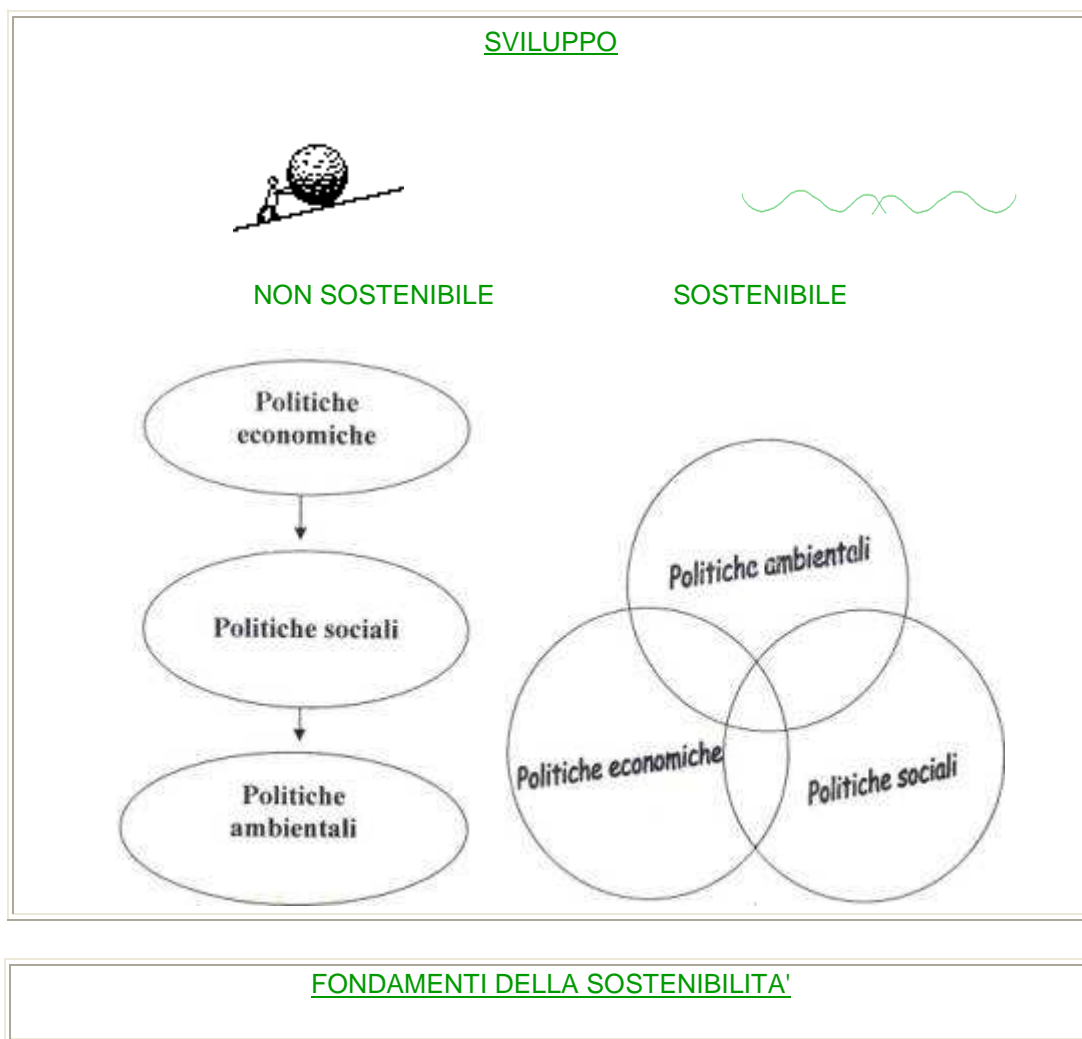 SVILUPPO
NON SOSTENIBILE
SOSTENIBILE
Politiche
economiche
Politiche sociali
Politiche
ambientali
Politiche ambientali
Politiche economiche
Politiche sociali
FONDAMENTI DELLA SOSTENIBILITA'